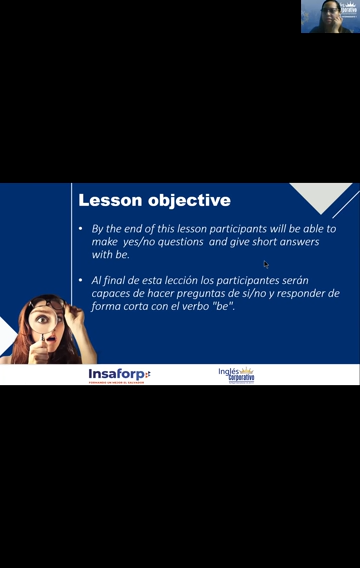 Lesson objective
• By the end of this lesson participants will be able to
make yes/no questions and give short answers
with be.
• Al final de esta lección los participantes serán
capaces de hacer preguntas de si/no y responder de
forma corta con el verbo "be".
Insaforp
Inglés
Corporativo